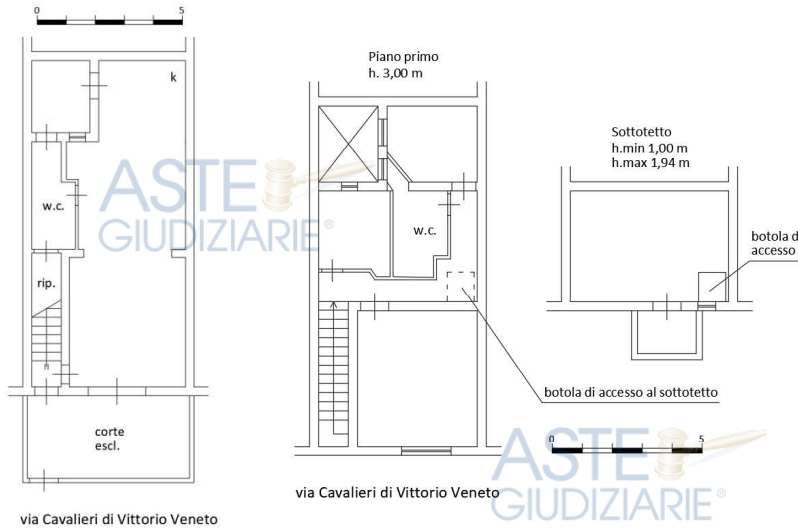 0
5
k
w.c.
rip.
n
corte
escl.
via Cavalieri di Vittorio Veneto
Piano primo
h. 3,00 m
w.c.
via Cavalieri di Vittorio Veneto
Sottotetto
h.min 1,00 m
h.max 1,94 m
botola d
accesso
botola di accesso al sottotetto
0
5
ASTE
GIUDIZIARIE®
ASTE
GIUDIZIARIE®